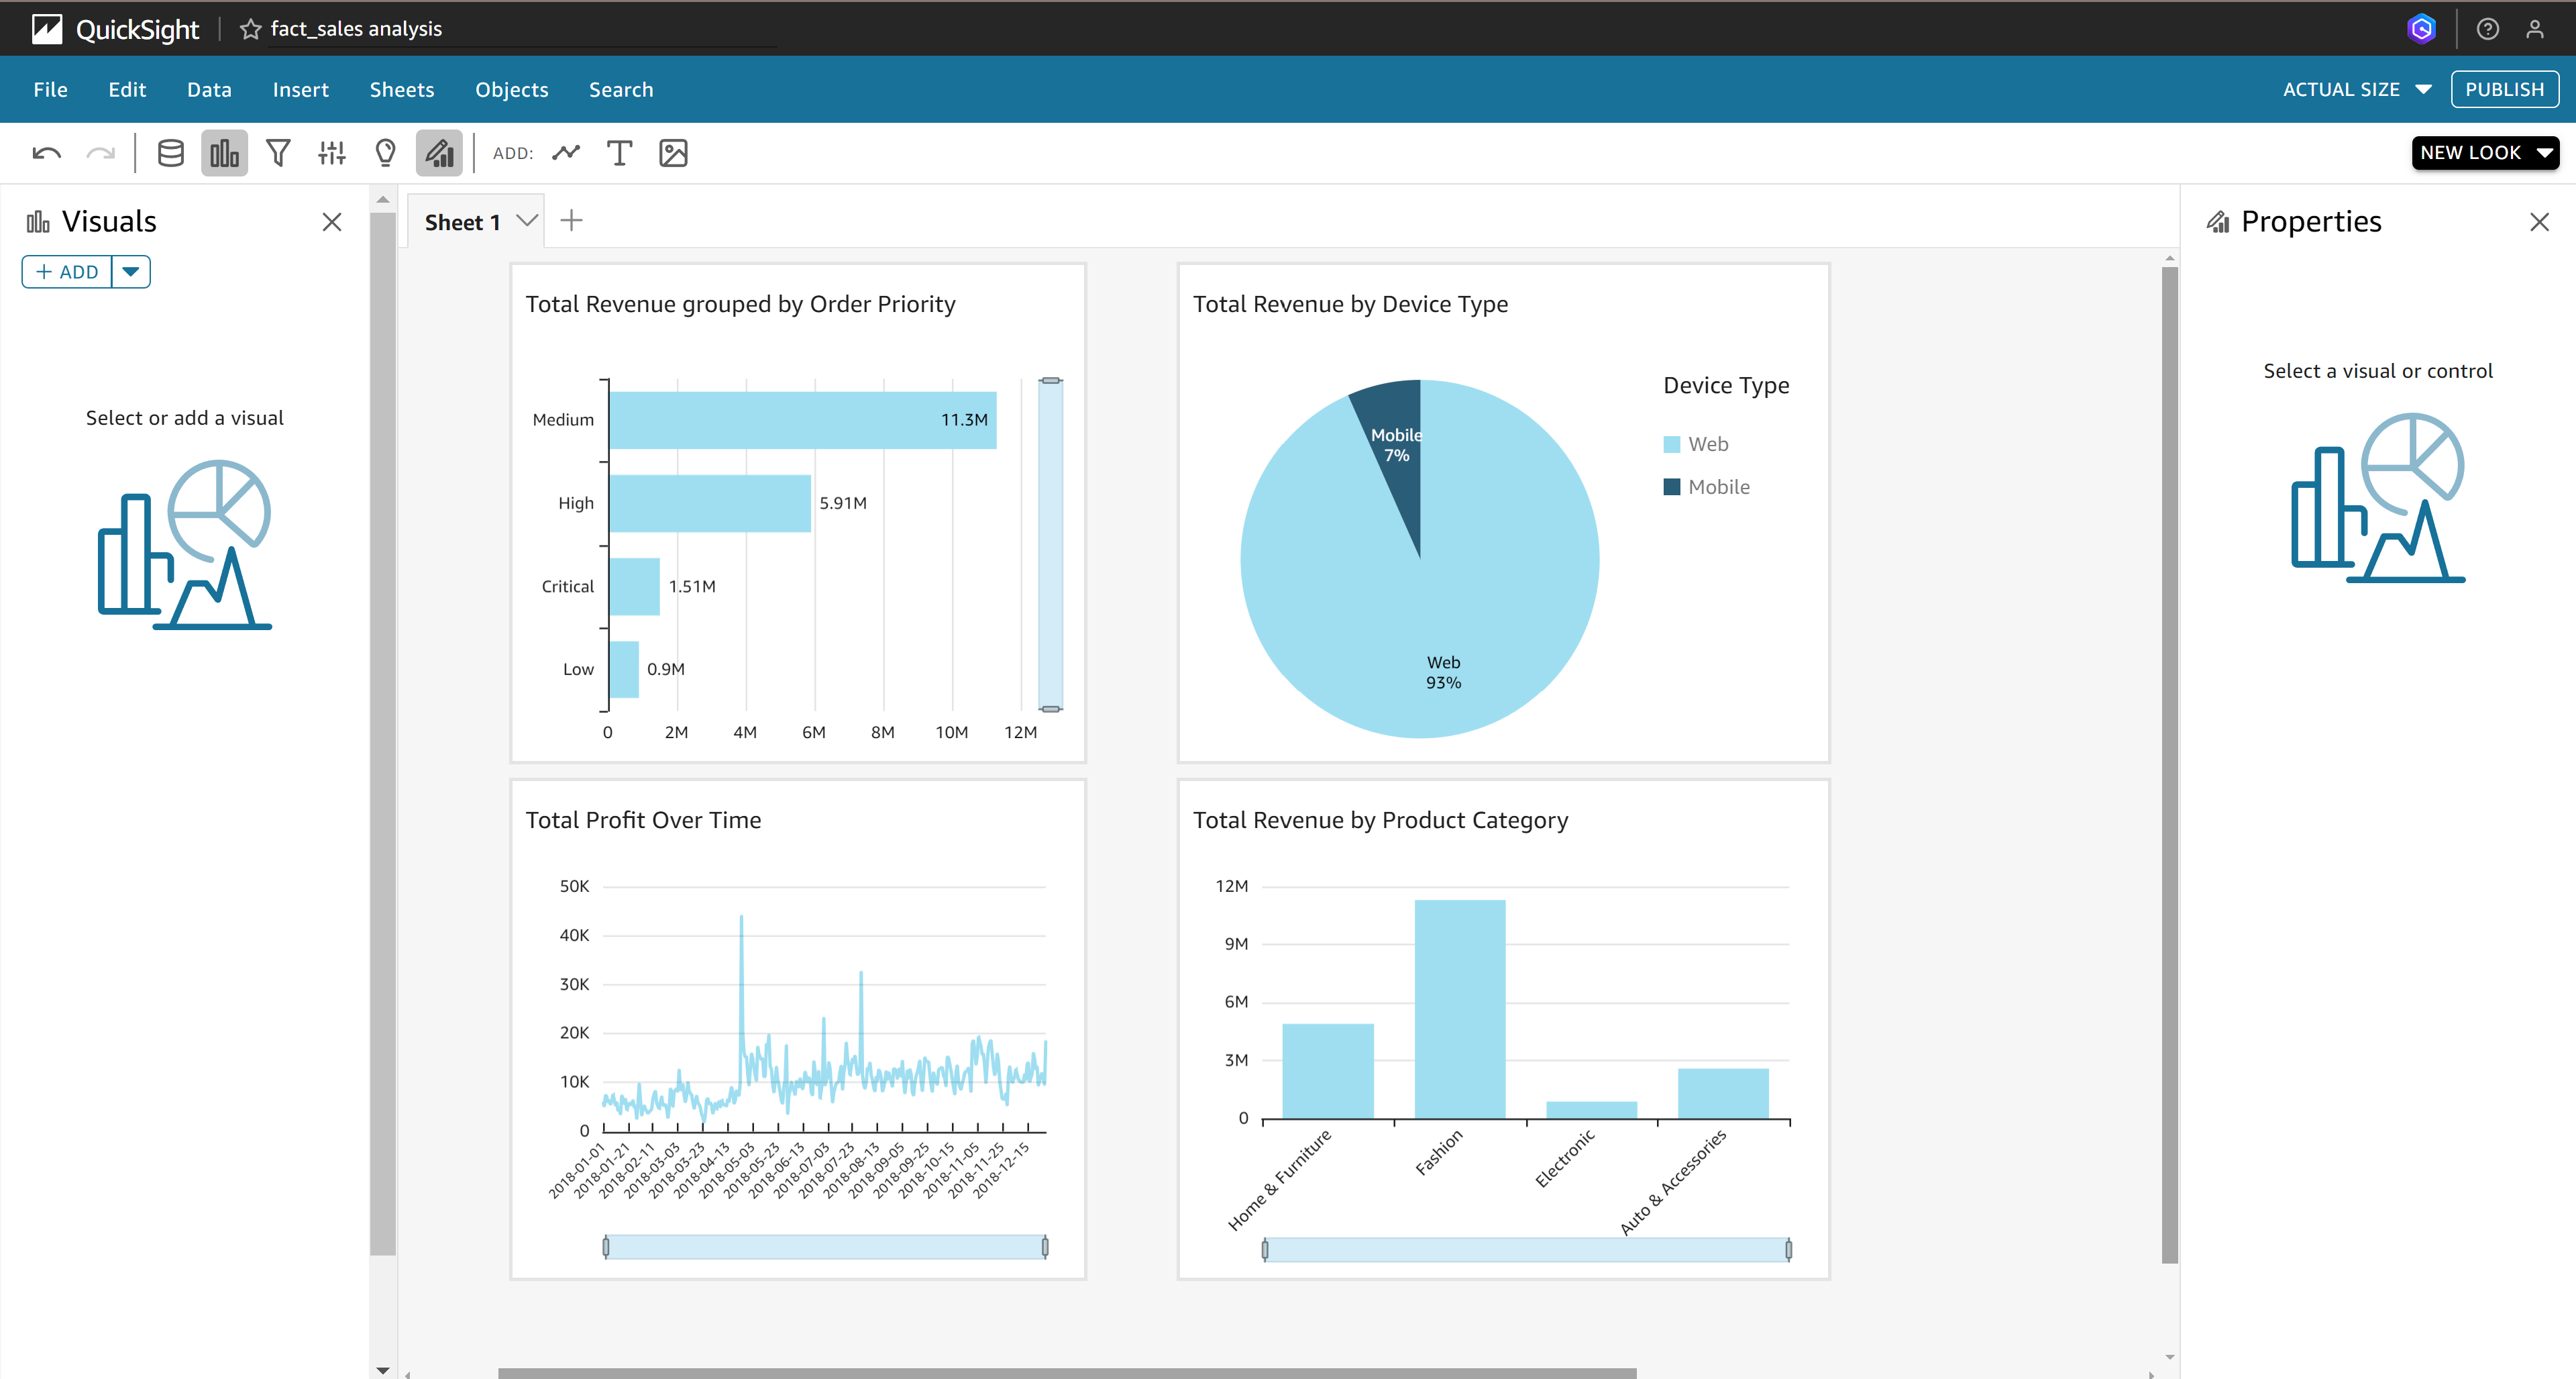 QuickSight
fact_sales analysis
File Edit Data Insert Sheets Objects Search
ACTUAL SIZE
PUBLISH
ADD:
NEW LOOK
Visuals
ADD
Select or add a visual
Sheet 1
Total Revenue grouped by Order Priority
Medium
11.3M
High
5.91M
Critical
1.51M
Low
0.9M
0 2M 4M 6M 8M 10M 12M
Total Revenue by Device Type
Mobile
7%
Web
93%
Device Type
Web
Mobile
Total Profit Over Time
50K
40K
30K
20K
10K
0
2018-01-01
2018-01-21
2018-02-11
2018-03-03
2018-03-23
2018-04-13
2018-05-03
2018-05-23
2018-06-13
2018-07-03
2018-07-23
2018-08-13
2018-09-05
2018-09-25
2018-10-15
2018-11-05
2018-11-25
2018-12-15
Total Revenue by Product Category
12M
9M
6M
3M
0
Home & Furniture
Fashion
Electronic
Auto & Accessories
Properties
Select a visual or control